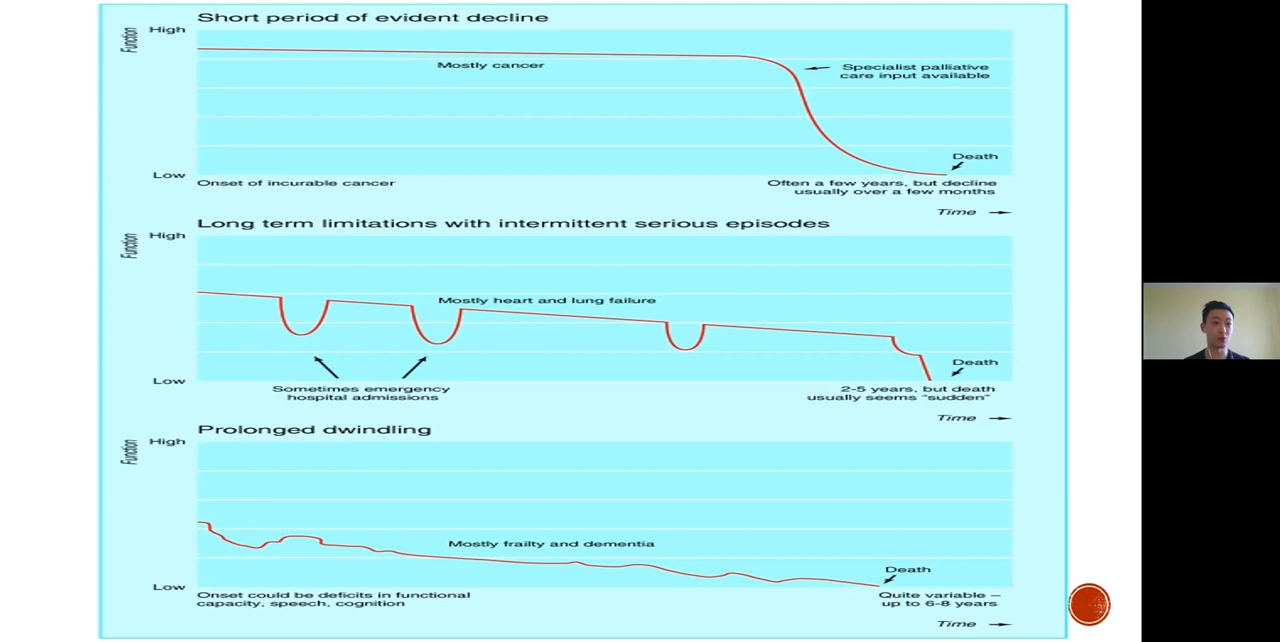 Short period of evident decline
High
Function
Mostly cancer
Specialist palliative
care input available
Death
Low
Onset of incurable cancer
Often a few years, but decline
usually over a few months
Time
Long term limitations with intermittent serious episodes
High
Function
Mostly heart and lung failure
Death
Low
Sometimes emergency
hospital admissions
2-5 years, but death
usually seems "sudden"
Time
Prolonged dwindling
High
Function
Mostly frailty and dementia
Death
Low
Onset could be deficits in functional
capacity, speech, cognition
Quite variable –
up to 6-8 years
Time